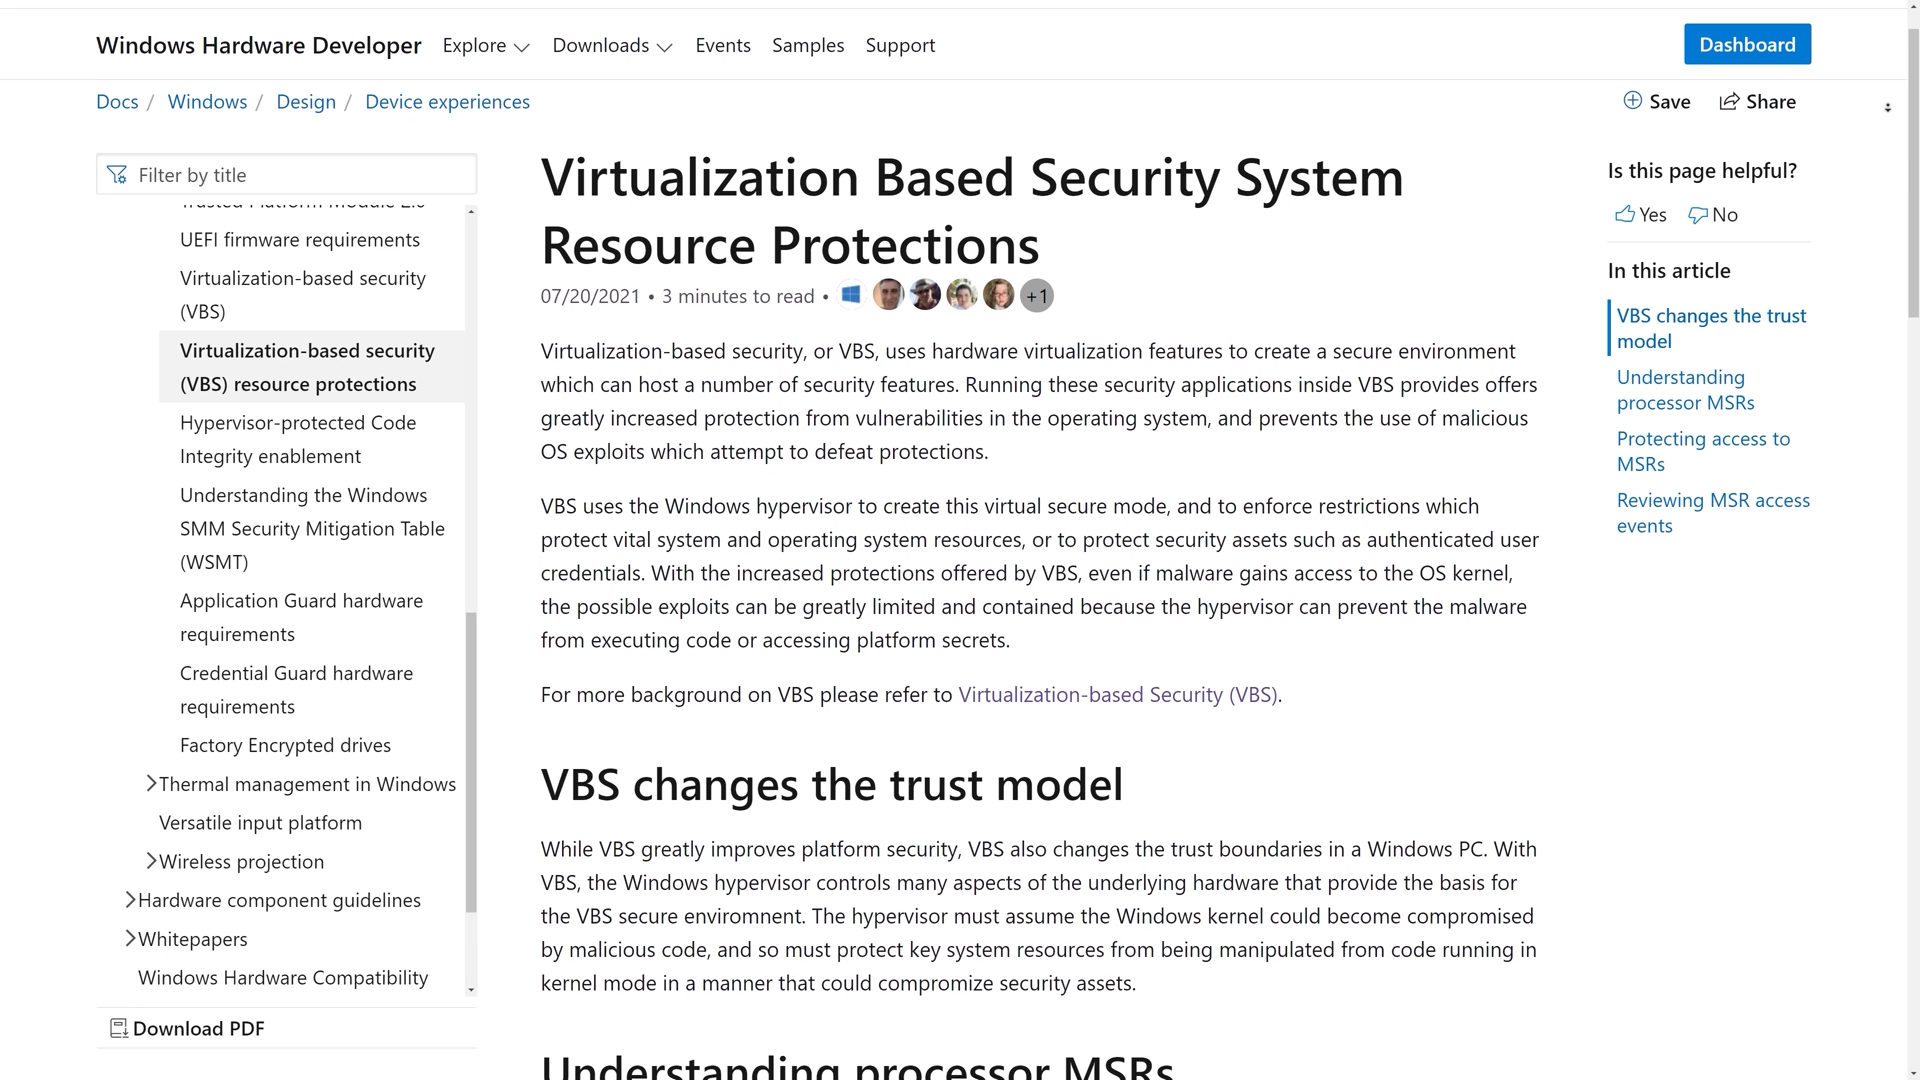 Windows Hardware Developer Explore Downloads Events Samples Support Dashboard
Docs / Windows / Design / Device experiences
Save Share
Filter by title
Trusted Platform Module 2.0
UEFI firmware requirements
Virtualization-based security
(VBS)
Virtualization-based security
(VBS) resource protections
Hypervisor-protected Code
Integrity enablement
Understanding the Windows
SMM Security Mitigation Table
(WSMT)
Application Guard hardware
requirements
Credential Guard hardware
requirements
Factory Encrypted drives
Thermal management in Windows
Versatile input platform
Wireless projection
Hardware component guidelines
Whitepapers
Windows Hardware Compatibility
Download PDF
Virtualization Based Security System
Resource Protections
07/20/2021 • 3 minutes to read • +1
Virtualization-based security, or VBS, uses hardware virtualization features to create a secure environment
which can host a number of security features. Running these security applications inside VBS provides offers
greatly increased protection from vulnerabilities in the operating system, and prevents the use of malicious
OS exploits which attempt to defeat protections.
VBS uses the Windows hypervisor to create this virtual secure mode, and to enforce restrictions which
protect vital system and operating system resources, or to protect security assets such as authenticated user
credentials. With the increased protections offered by VBS, even if malware gains access to the OS kernel,
the possible exploits can be greatly limited and contained because the hypervisor can prevent the malware
from executing code or accessing platform secrets.
For more background on VBS please refer to Virtualization-based Security (VBS).
VBS changes the trust model
While VBS greatly improves platform security, VBS also changes the trust boundaries in a Windows PC. With
VBS, the Windows hypervisor controls many aspects of the underlying hardware that provide the basis for
the VBS secure enviromnent. The hypervisor must assume the Windows kernel could become compromised
by malicious code, and so must protect key system resources from being manipulated from code running in
kernel mode in a manner that could compromize security assets.
Understanding processor MSRs
Is this page helpful?
Yes No
In this article
VBS changes the trust
model
Understanding
processor MSRs
Protecting access to
MSRs
Reviewing MSR access
events